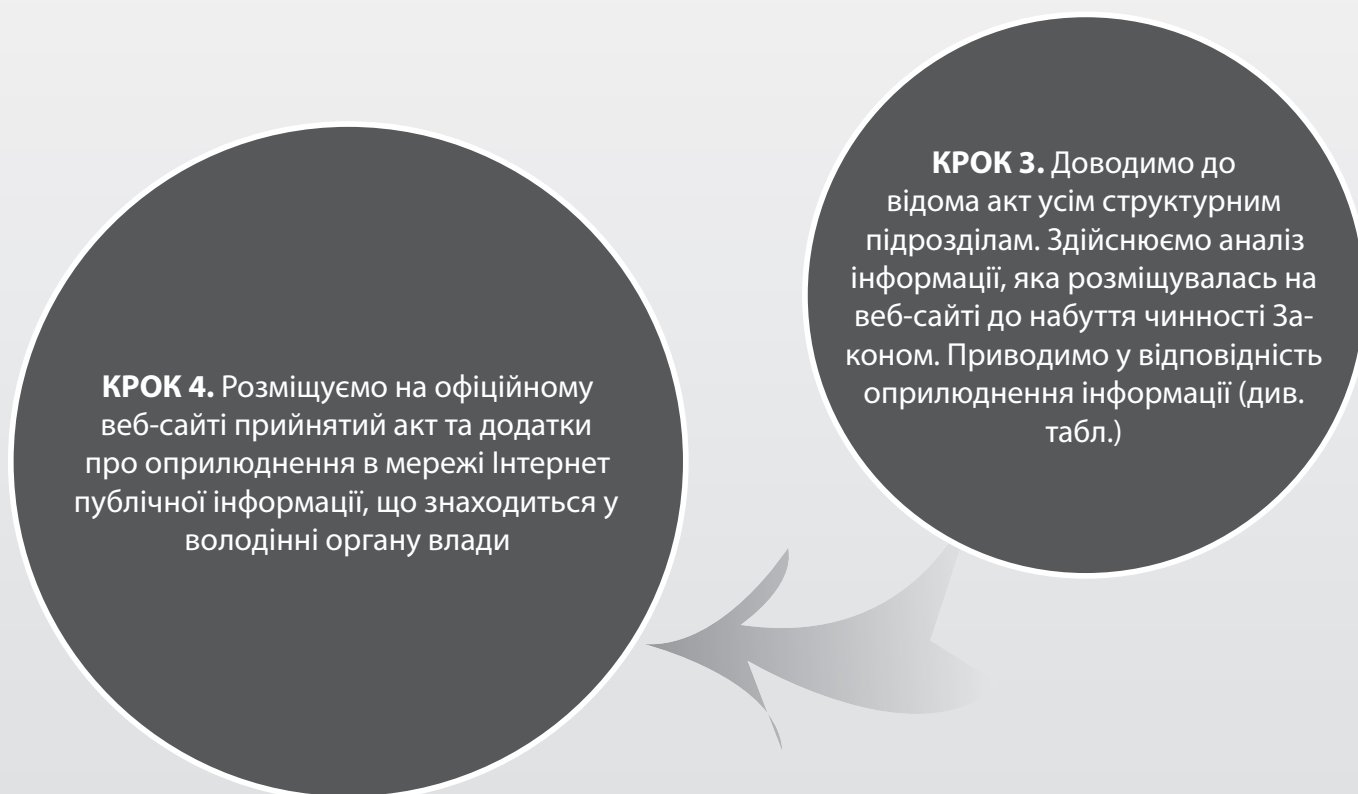 КРОК 3. Доводимо до
відома акт усім структурним
підрозділам. Здійснюємо аналіз
інформації, яка розміщувалась на
веб-сайті до набуття чинності За-
коном. Приводимо у відповідність
оприлюднення інформації (див.
табл.)
КРОК 4. Розміщуємо на офіційному
веб-сайті прийнятий акт та додатки
про оприлюднення в мережі Інтернет
публічної інформації, що знаходиться у
володінні органу влади